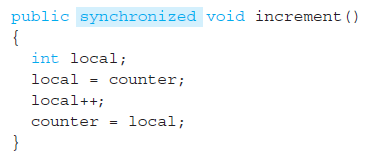 public synchronized void increment()
{
int local;
local = counter;
local++;
counter = local;
}